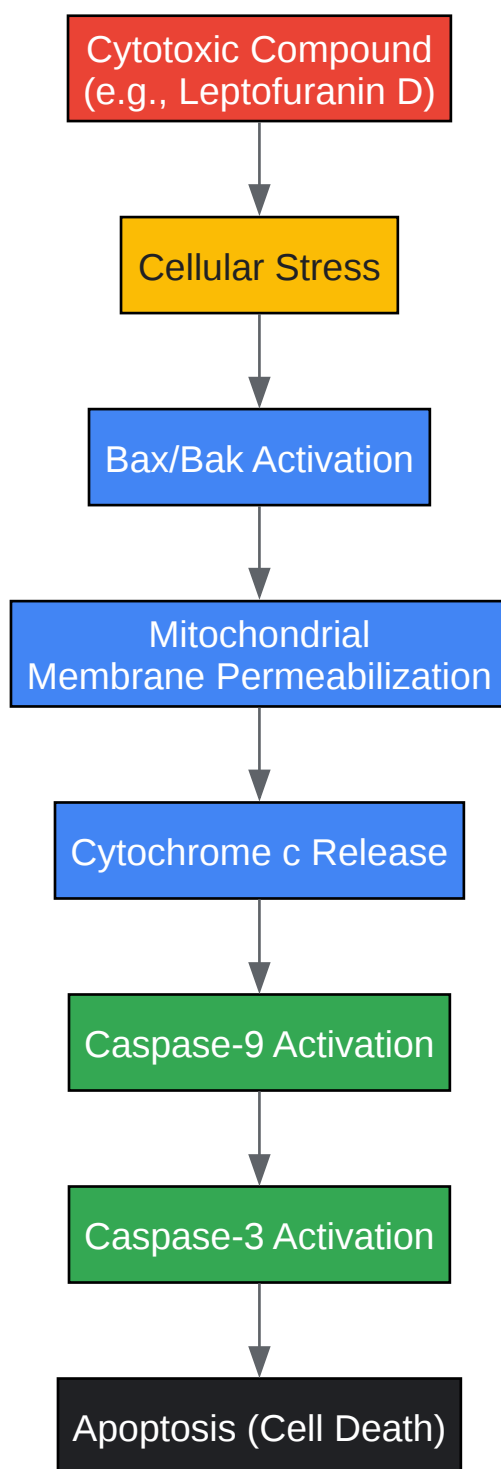 Cytotoxic Compound
(e.g., Leptofuranin D)
Cellular Stress
Bax/Bak Activation
Mitochondrial
Membrane Permeabilization
Cytochrome c Release
Caspase-9 Activation
Caspase-3 Activation
Apoptosis (Cell Death)